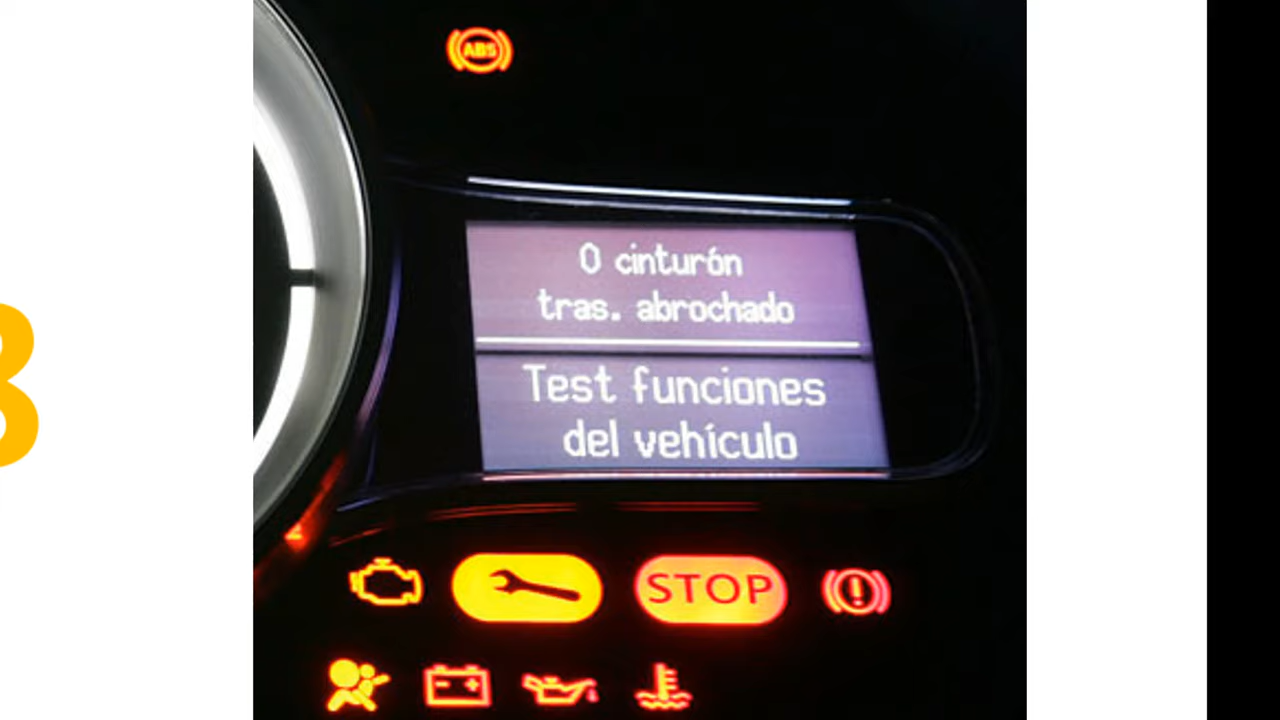 ABS
0 cinturón
tras. abrochado
Test funciones
del vehículo
STOP